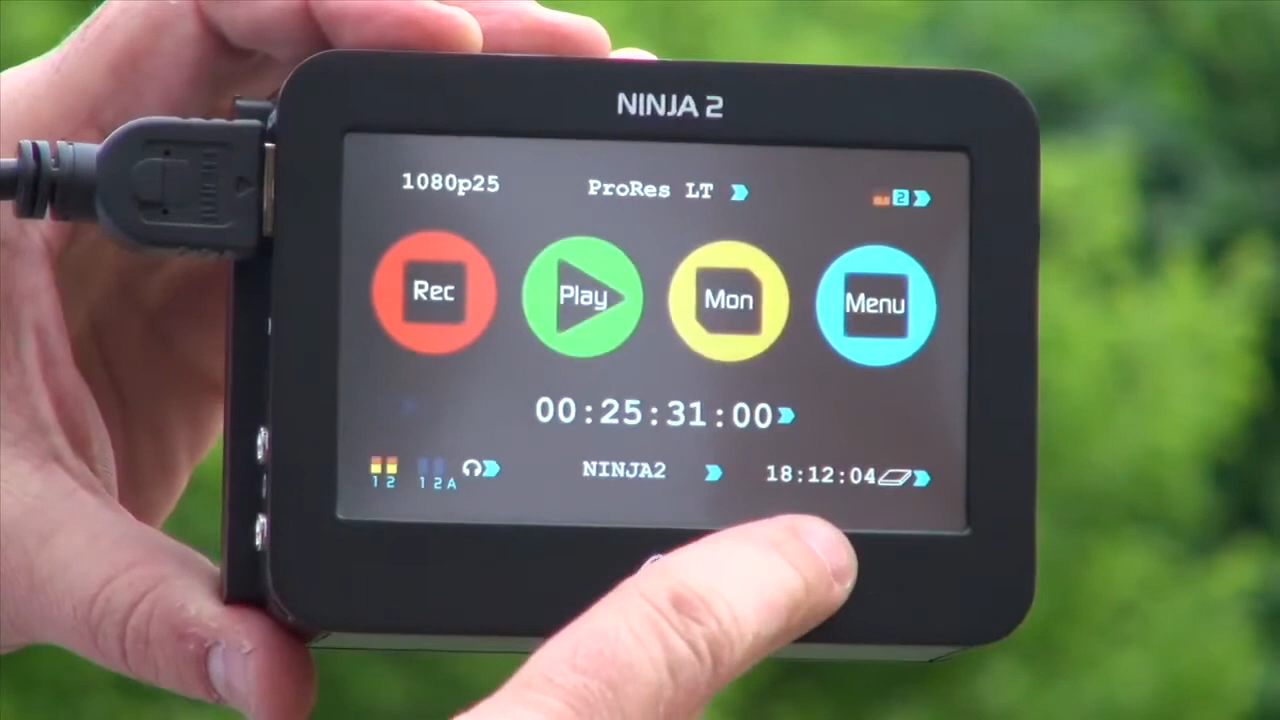 NINJA 2
1080p25 ProRes LT 2
Rec Play Mon Menu
00:25:31:00
1 2 1 2 A NINJA2 18:12:04